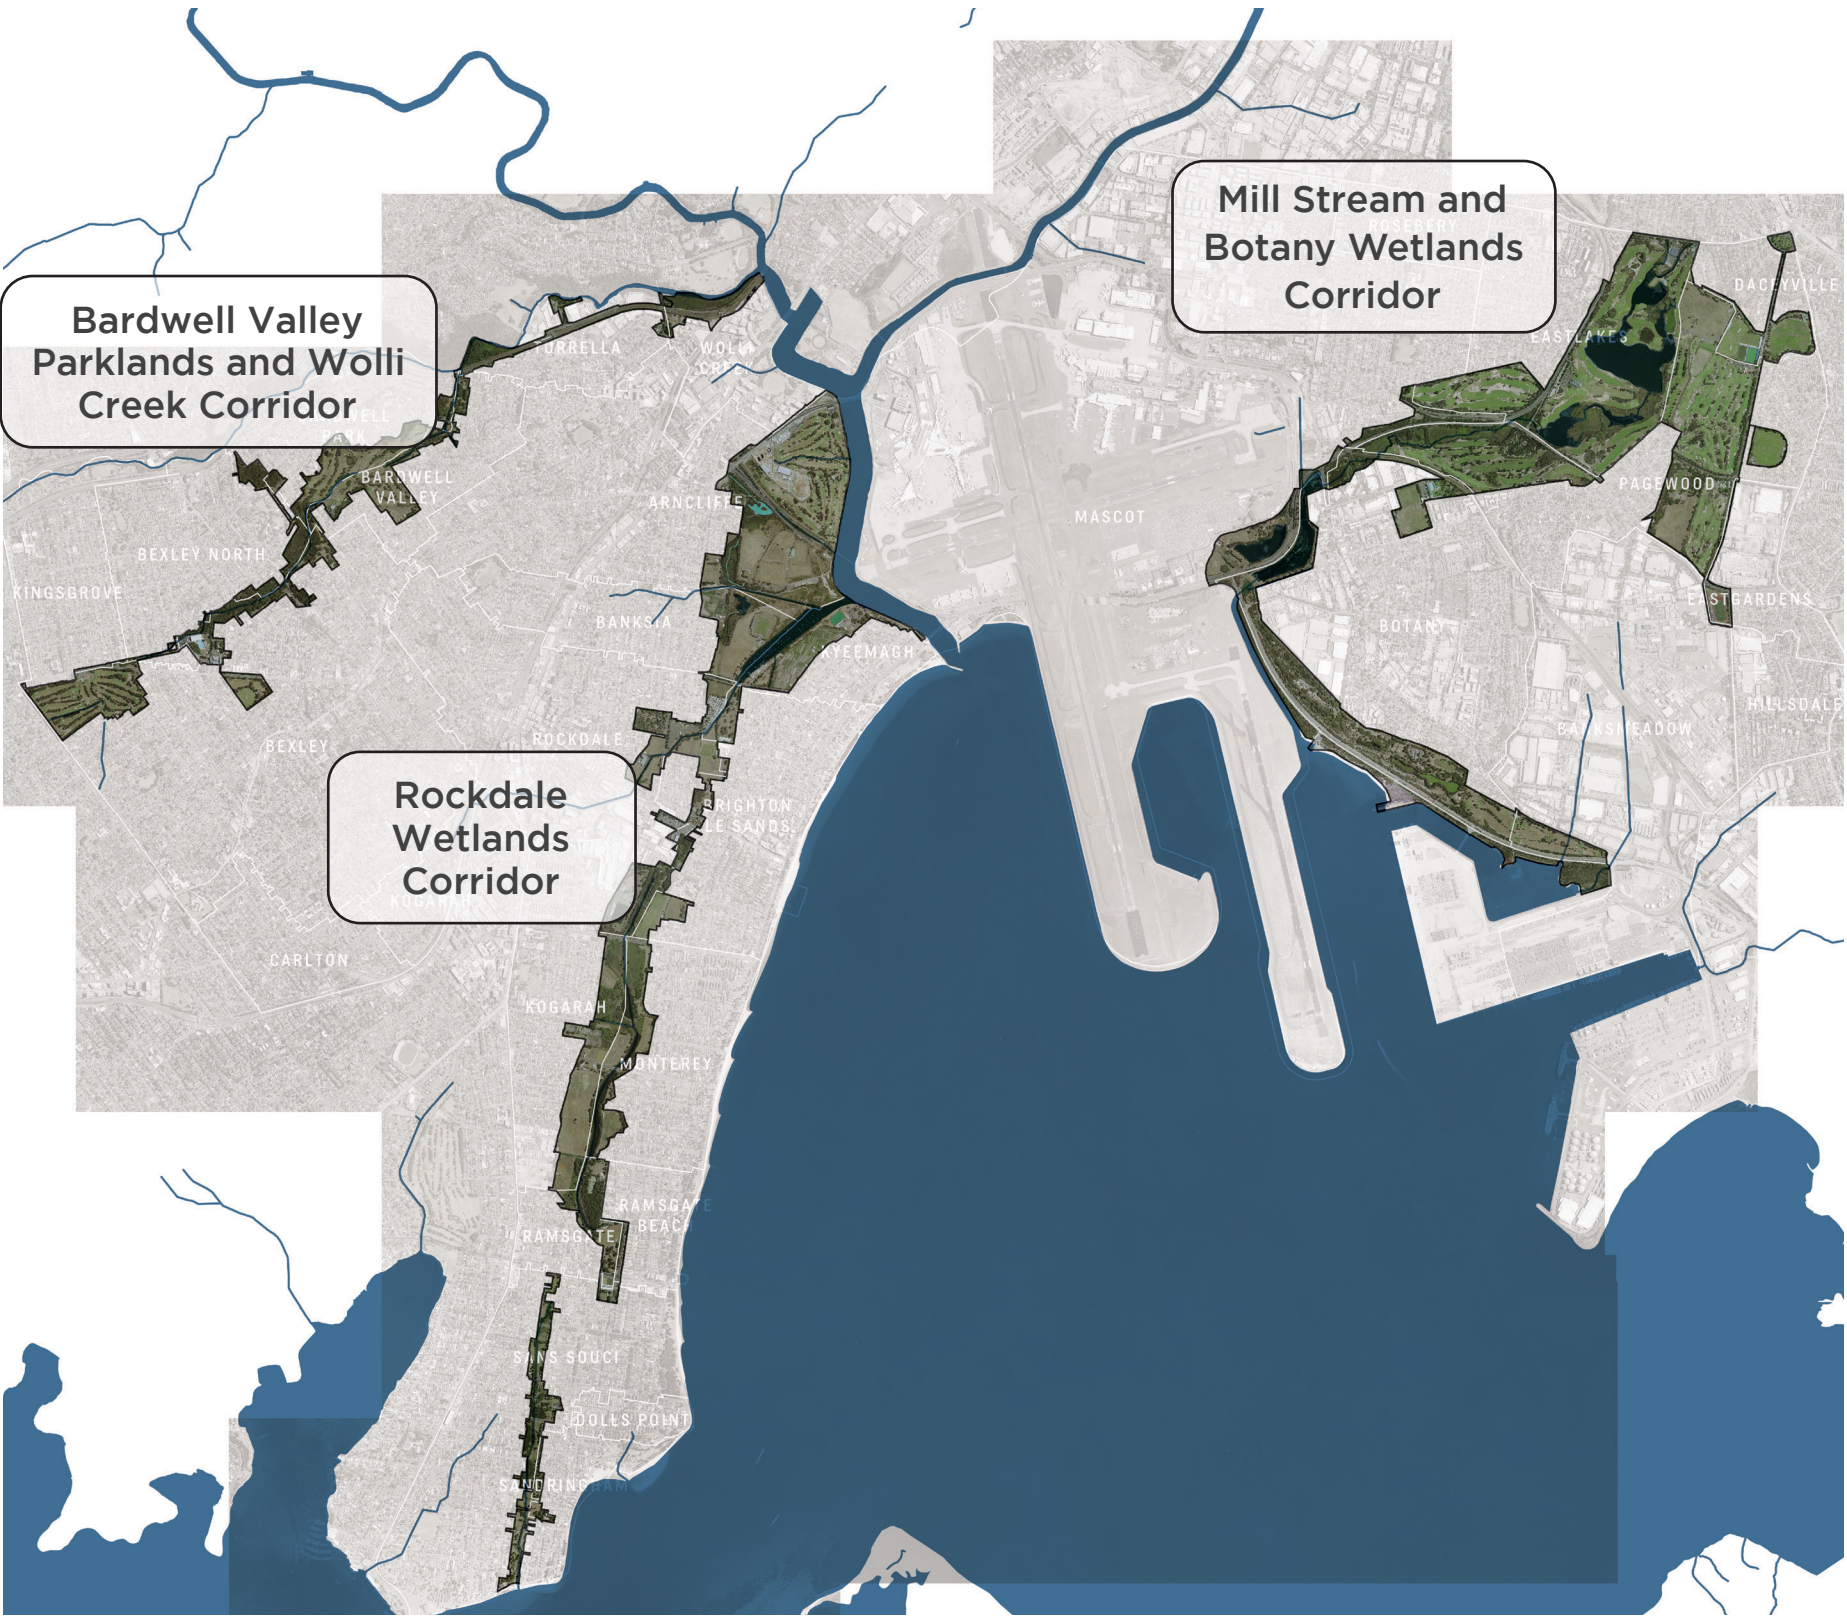 Mill Stream and
Botany Wetlands
Corridor
ROSEBERY
DACEYVILLE
EASTLAKES
Bardwell Valley
Parklands and Wolli
Creek Corridor
TURRELLA
WOLLI
CREEK
BARDWELL
VALLEY
ARNCLIFFE
MASCOT
PAGEWOOD
BEXLEY NORTH
KINGSGROVE
BANKSIA
KYEEMAGH
BOTANY
EASTGARDENS
HILLSDALE
BANKSMEADOW
BEXLEY
ROCKDALE
Rockdale
Wetlands
Corridor
BRIGHTON
LE SANDS
KOGARAH
CARLTON
KOGARAH
MONTEREY
RAMSGATE
BEACH
RAMSGATE
SANS SOUCI
DOLLS POINT
SANDRINGHAM